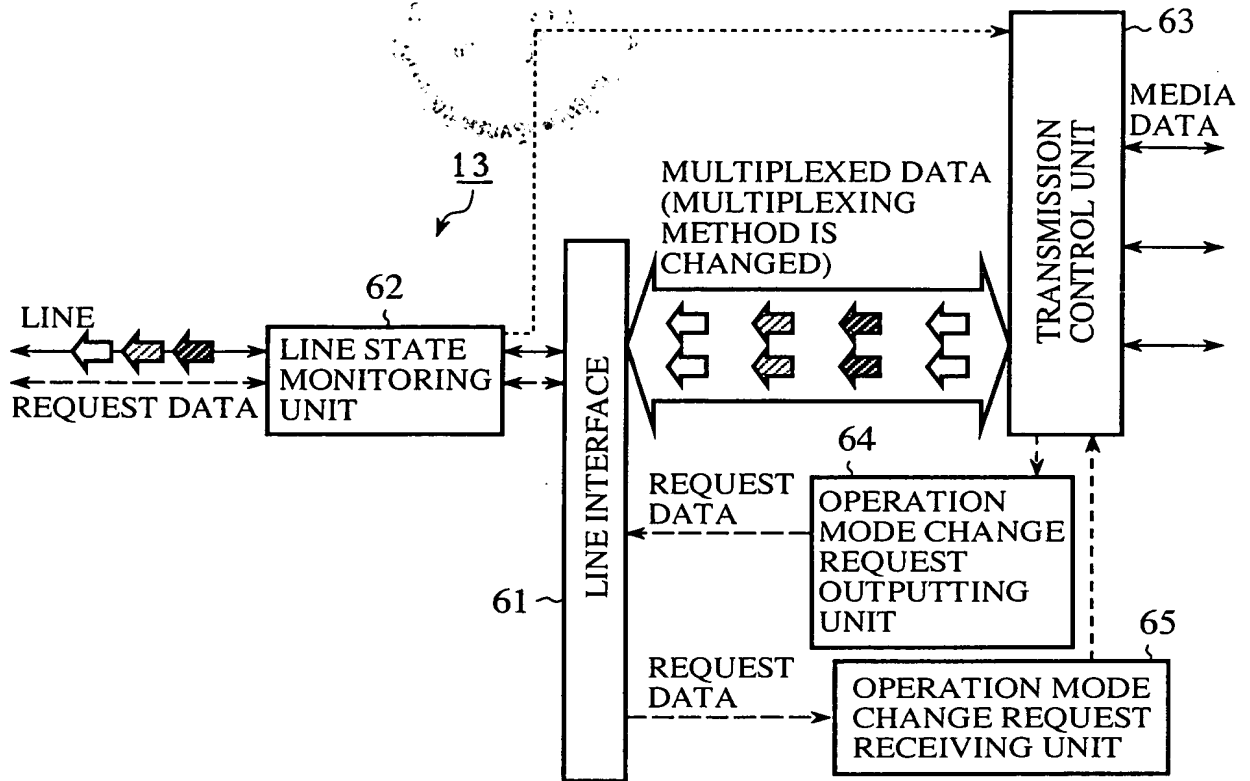 63
MEDIA
DATA
TRANSMISSION
CONTROL UNIT
13
MULTIPLEXED DATA
(MULTIPLEXING
METHOD IS
CHANGED)
62
LINE
LINE STATE
MONITORING
UNIT
REQUEST DATA
LINE INTERFACE
61
64
REQUEST
DATA
OPERATION
MODE CHANGE
REQUEST
OUTPUTTING
UNIT
65
REQUEST
DATA
OPERATION MODE
CHANGE REQUEST
RECEIVING UNIT